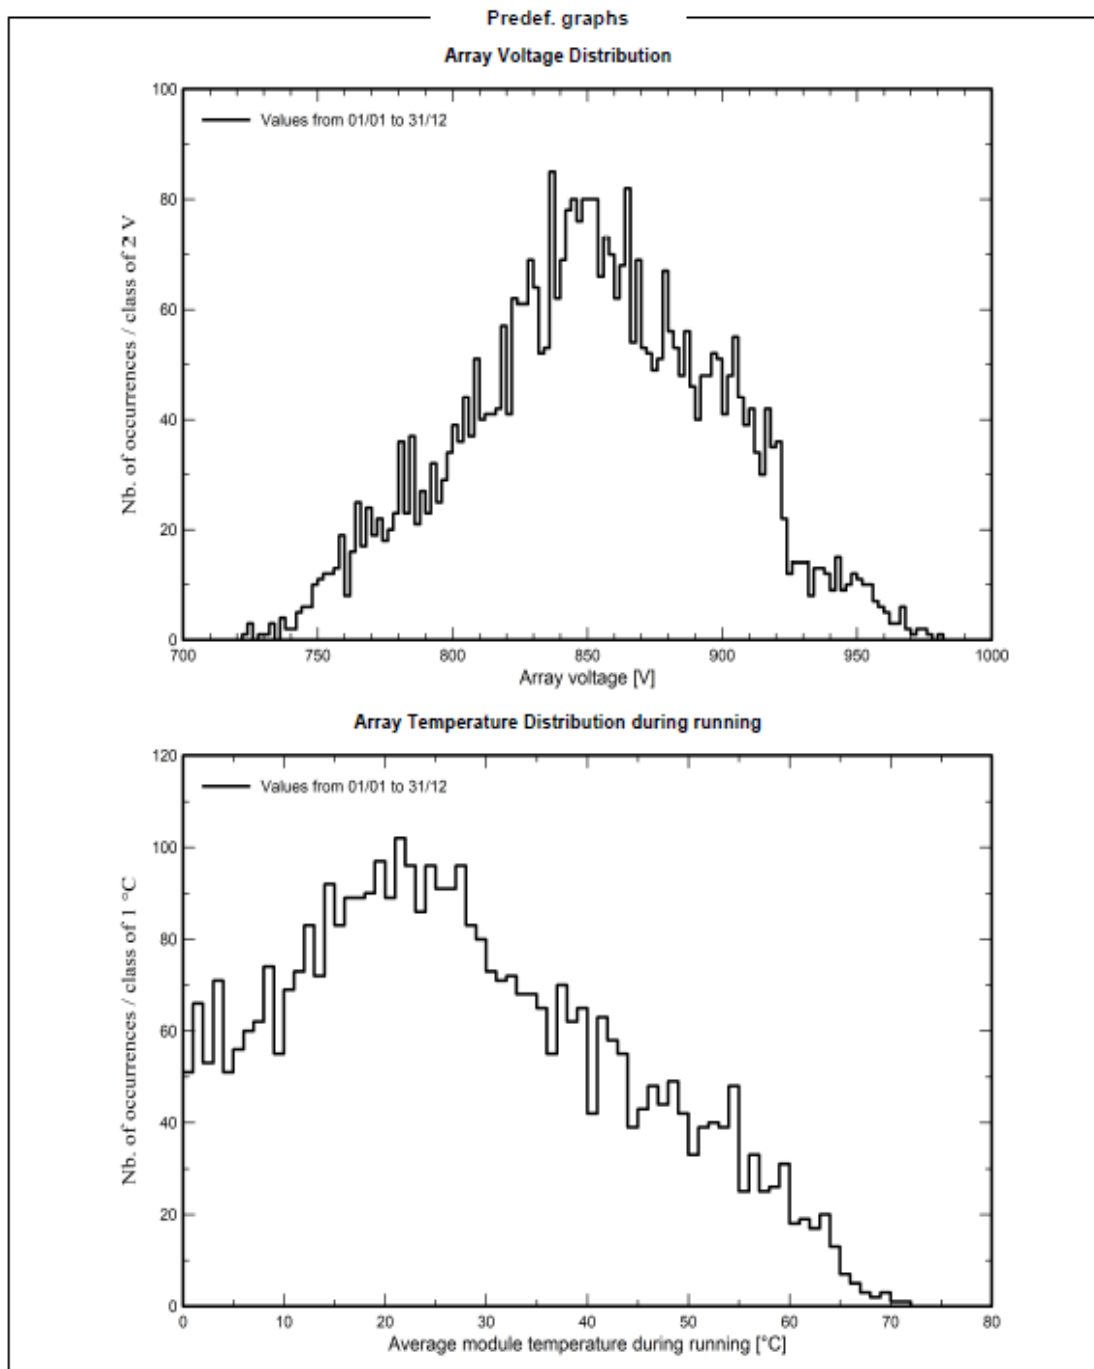 Predef. graphs
Array Voltage Distribution
100
Values from 01/01 to 31/12
80
60
40
20
0
Nb. of occurrences / class of 2 V
700 750 800 850 900 950 1000
Array voltage [V]
Array Temperature Distribution during running
120
Values from 01/01 to 31/12
100
80
60
40
20
0
Nb. of occurrences / class of 1 °C
0 10 20 30 40 50 60 70 80
Average module temperature during running [°C]